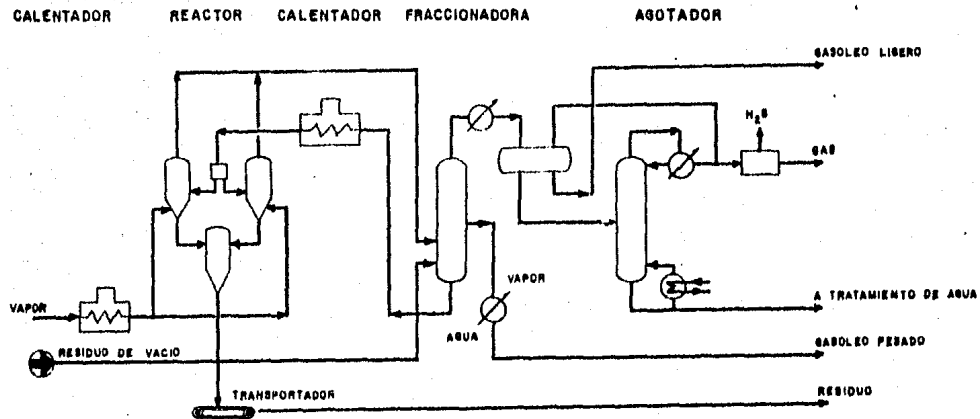 CALENTADOR REACTOR CALENTADOR FRACCIONADORA AGOTADOR
GASOLEO LIGERO
H2S
GAS
VAPOR
VAPOR
A TRATAMIENTO DE AGUA
AGUA
GASOLEO PESADO
RESIDUO DE VACIO
TRANSPORTADOR
RESIDUO